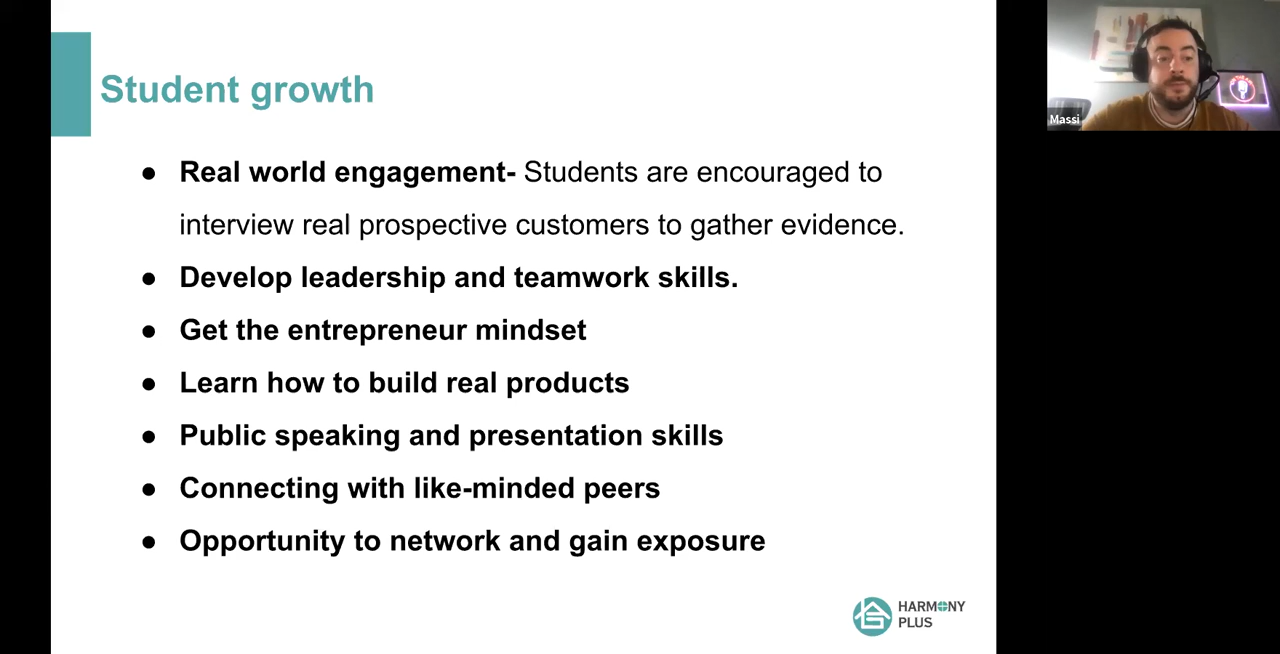 Student growth
● Real world engagement- Students are encouraged to
interview real prospective customers to gather evidence.
● Develop leadership and teamwork skills.
● Get the entrepreneur mindset
● Learn how to build real products
● Public speaking and presentation skills
● Connecting with like-minded peers
● Opportunity to network and gain exposure
HARMONY
PLUS
Massi